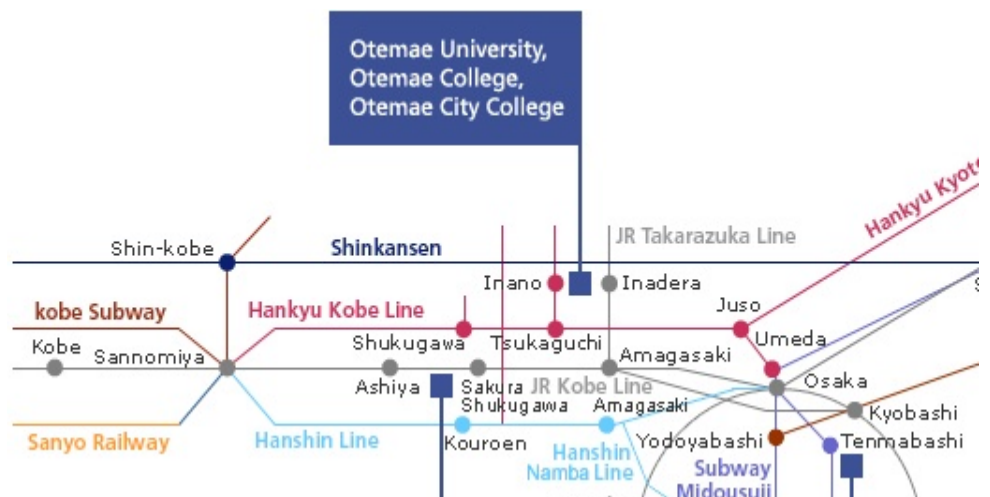 Otemae University,
Otemae College,
Otemae City College
Hankyu Kyoto
JR Takarazuka Line
Shin-kobe
Shinkansen
Inano
Inadera
kobe Subway
Hankyu Kobe Line
Juso
Kobe
Sannomiya
Shukugawa
Tsukaguchi
Umeda
Amagasaki
Ashiya
Sakura
Shukugawa
JR Kobe Line
Amagasaki
Osaka
Kyobashi
Sanyo Railway
Hanshin Line
Kouroen
Hanshin
Namba Line
Yodoyabashi
Tenmabashi
Subway
Midousuji